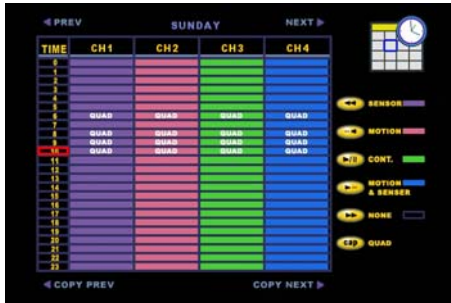 PREV SUNDAY NEXT
TIME CH1 CH2 CH3 CH4
0
1
2
3
4
5
6 QUAD QUAD QUAD QUAD
7
8 QUAD QUAD QUAD QUAD
9 QUAD QUAD QUAD QUAD
10 QUAD QUAD QUAD QUAD
11
12
13
14
15
16
17
18
19
20
21
22
23
COPY PREV COPY NEXT
SENSOR
MOTION
CONT.
MOTION
& SENSER
NONE
cap QUAD